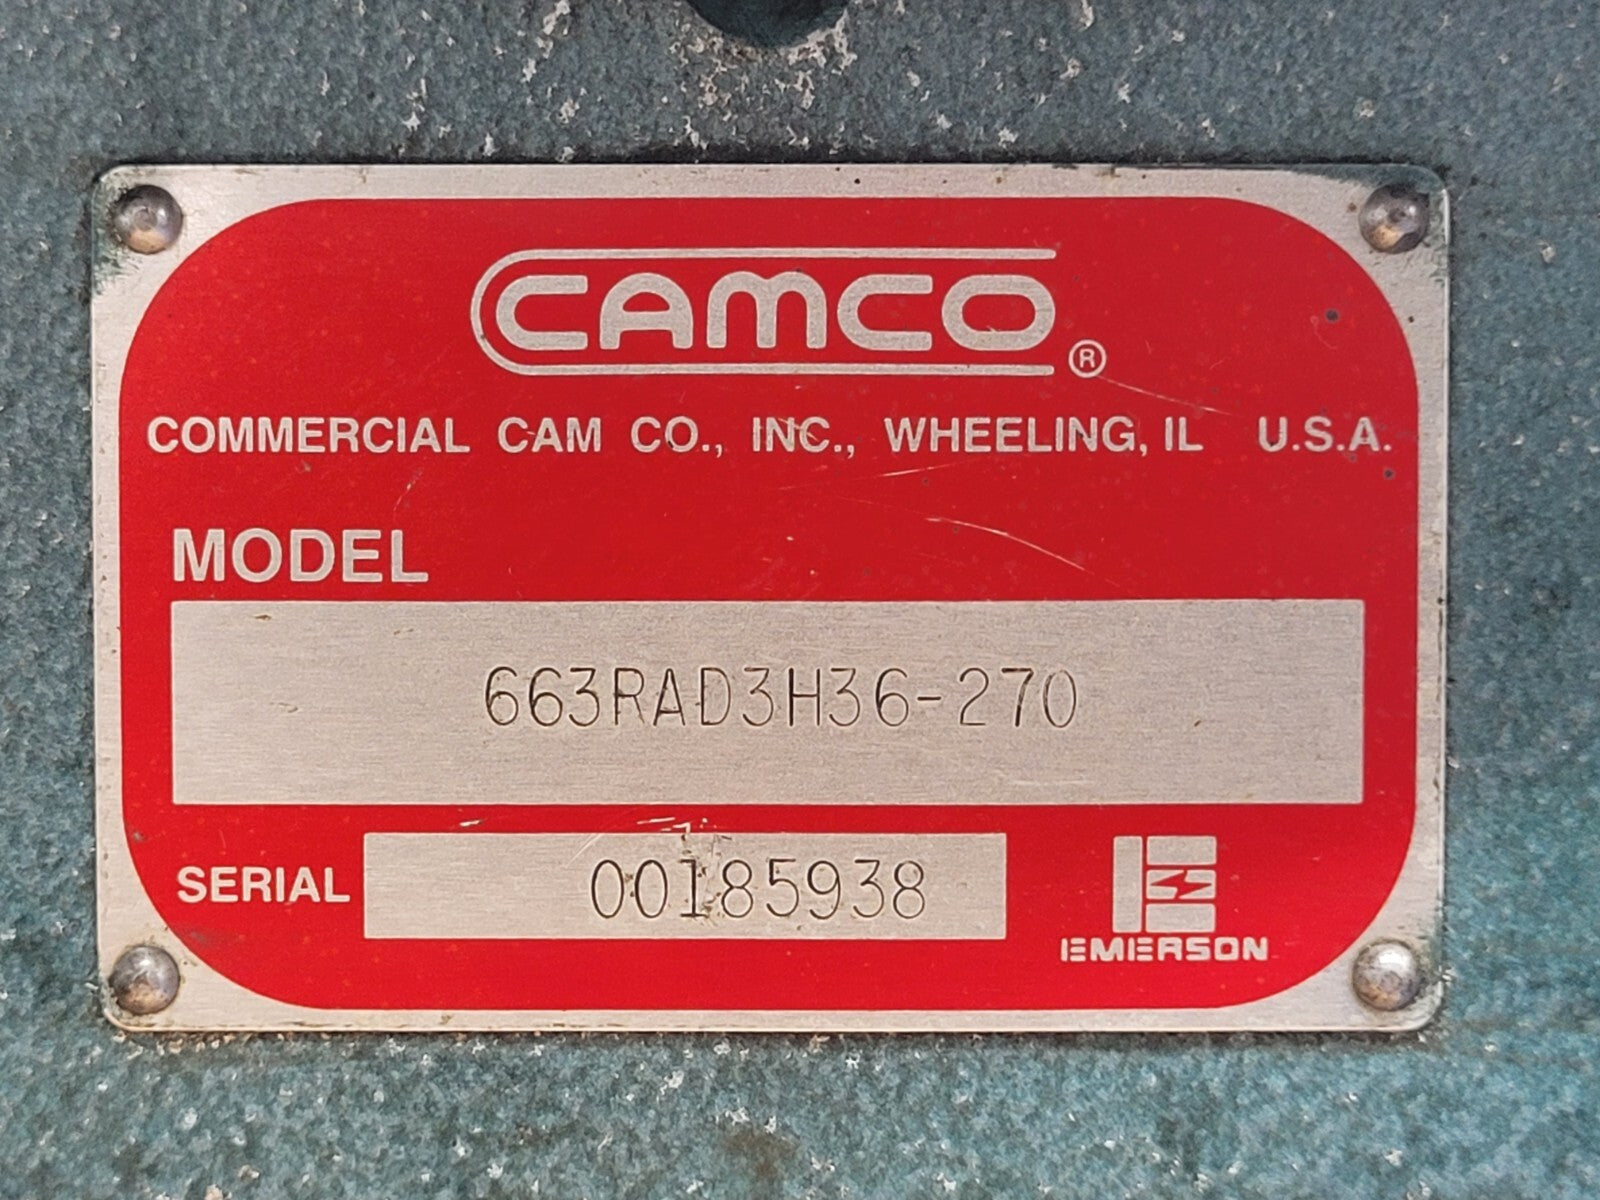 CAMCO®
COMMERCIAL CAM CO., INC., WHEELING, IL U.S.A.
MODEL
663RAD3H36-270
SERIAL 00185938
EMERSON